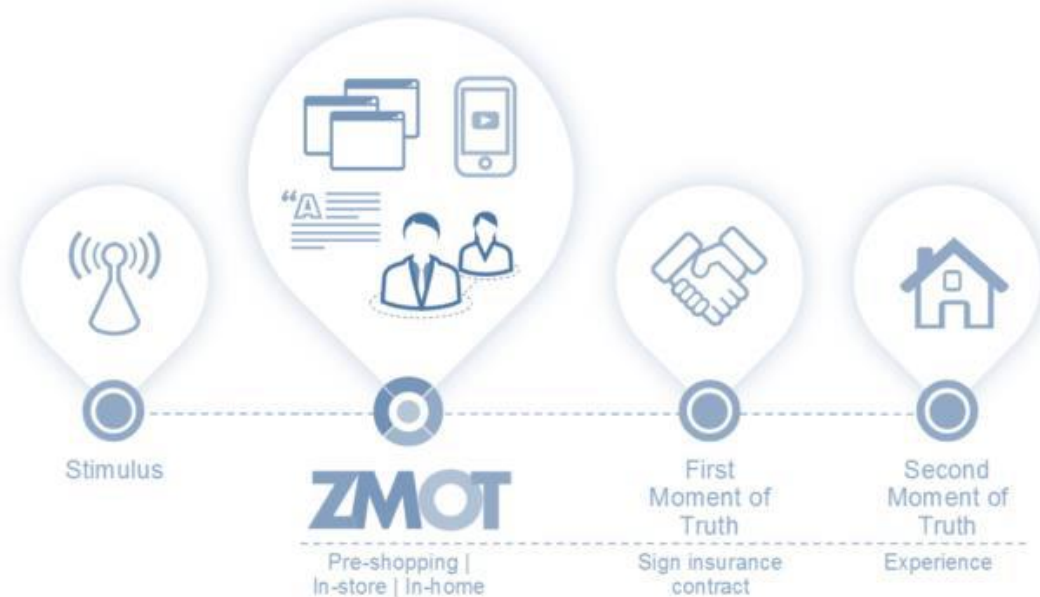 “A
Stimulus
ZMOT
First
Moment of
Truth
Second
Moment of
Truth
Pre-shopping |
In-store | In-home
Sign insurance
contract
Experience